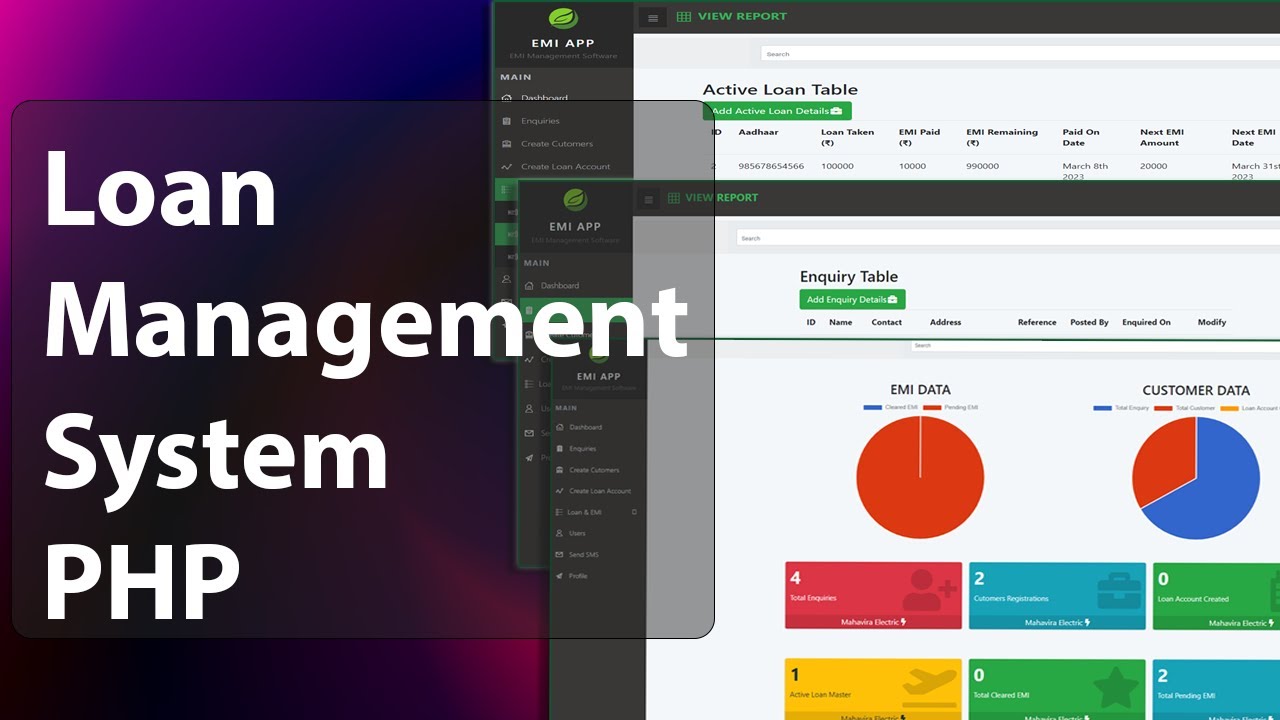 Loan
Management
System
PHP
EMI APP
EMI Management Software
MAIN
Dashboard
Enquiries
Create Cutomers
Create Loan Account
VIEW REPORT
Search
Active Loan Table
Add Active Loan Details
ID Aadhaar Loan Taken (₹) EMI Paid (₹) EMI Remaining (₹) Paid On Date Next EMI Amount Next EMI Date
2 985678654566 100000 10000 990000 March 8th 2023 20000 March 31st 2023
EMI APP
EMI Management Software
MAIN
Dashboard
VIEW REPORT
Search
Enquiry Table
Add Enquiry Details
ID Name Contact Address Reference Posted By Enquired On Modify
EMI APP
EMI Management Software
MAIN
Dashboard
Enquiries
Create Cutomers
Create Loan Account
Loan & EMI
Users
Send SMS
Profile
Search
EMI DATA
Cleared EMI Pending EMI
CUSTOMER DATA
Total Enquiry Total Customer Loan Account
4
Total Enquiries
Mahavira Electric
2
Cutomers Registrations
Mahavira Electric
0
Loan Account Created
Mahavira Electric
1
Active Loan Master
Mahavira Electric
0
Total Cleared EMI
Mahavira Electric
2
Total Pending EMI
Mahavira Electric